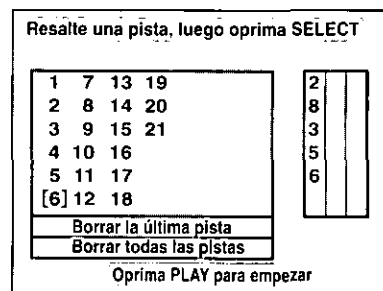 Resalte una pista, luego oprima SELECT
1 7 13 19 2
2 8 14 20 8
3 9 15 21 3
4 10 16 5
5 11 17 6
[6] 12 18
Borrar la última pista
Borrar todas las pistas
Oprima PLAY para empezar